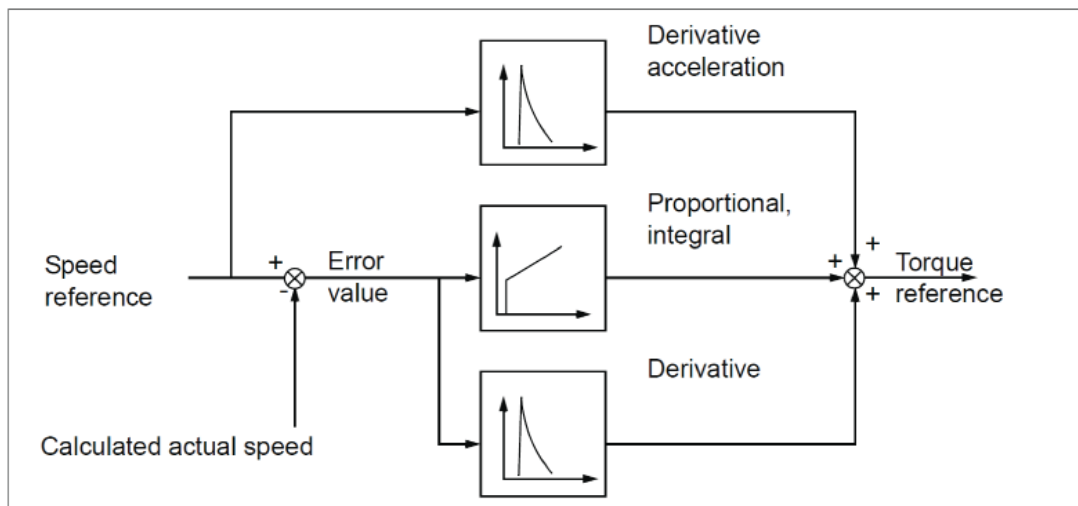 Derivative
acceleration
Proportional,
integral
+
+
+
Speed
reference
+
-
Error
value
Torque
reference
+
Derivative
Calculated actual speed